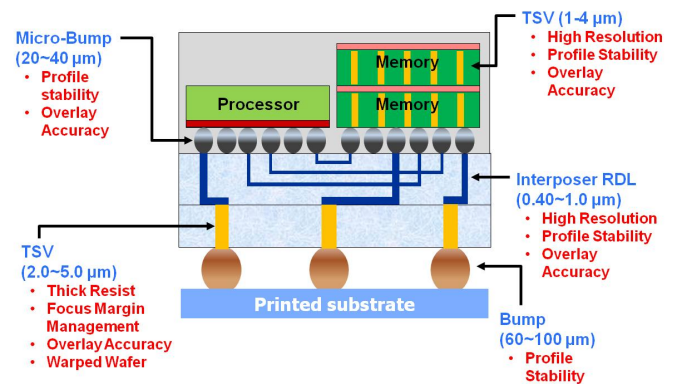 Micro-Bump
(20~40 µm)
• Profile
stability
• Overlay
Accuracy
TSV (1-4 µm)
• High Resolution
• Profile Stability
• Overlay
Accuracy
Memory
Processor
Memory
Interposer RDL
(0.40~1.0 µm)
• High Resolution
• Profile Stability
• Overlay
Accuracy
TSV
(2.0~5.0 µm)
• Thick Resist
• Focus Margin
Management
• Overlay Accuracy
• Warped Wafer
Printed substrate
Bump
(60~100 µm)
• Profile
Stability